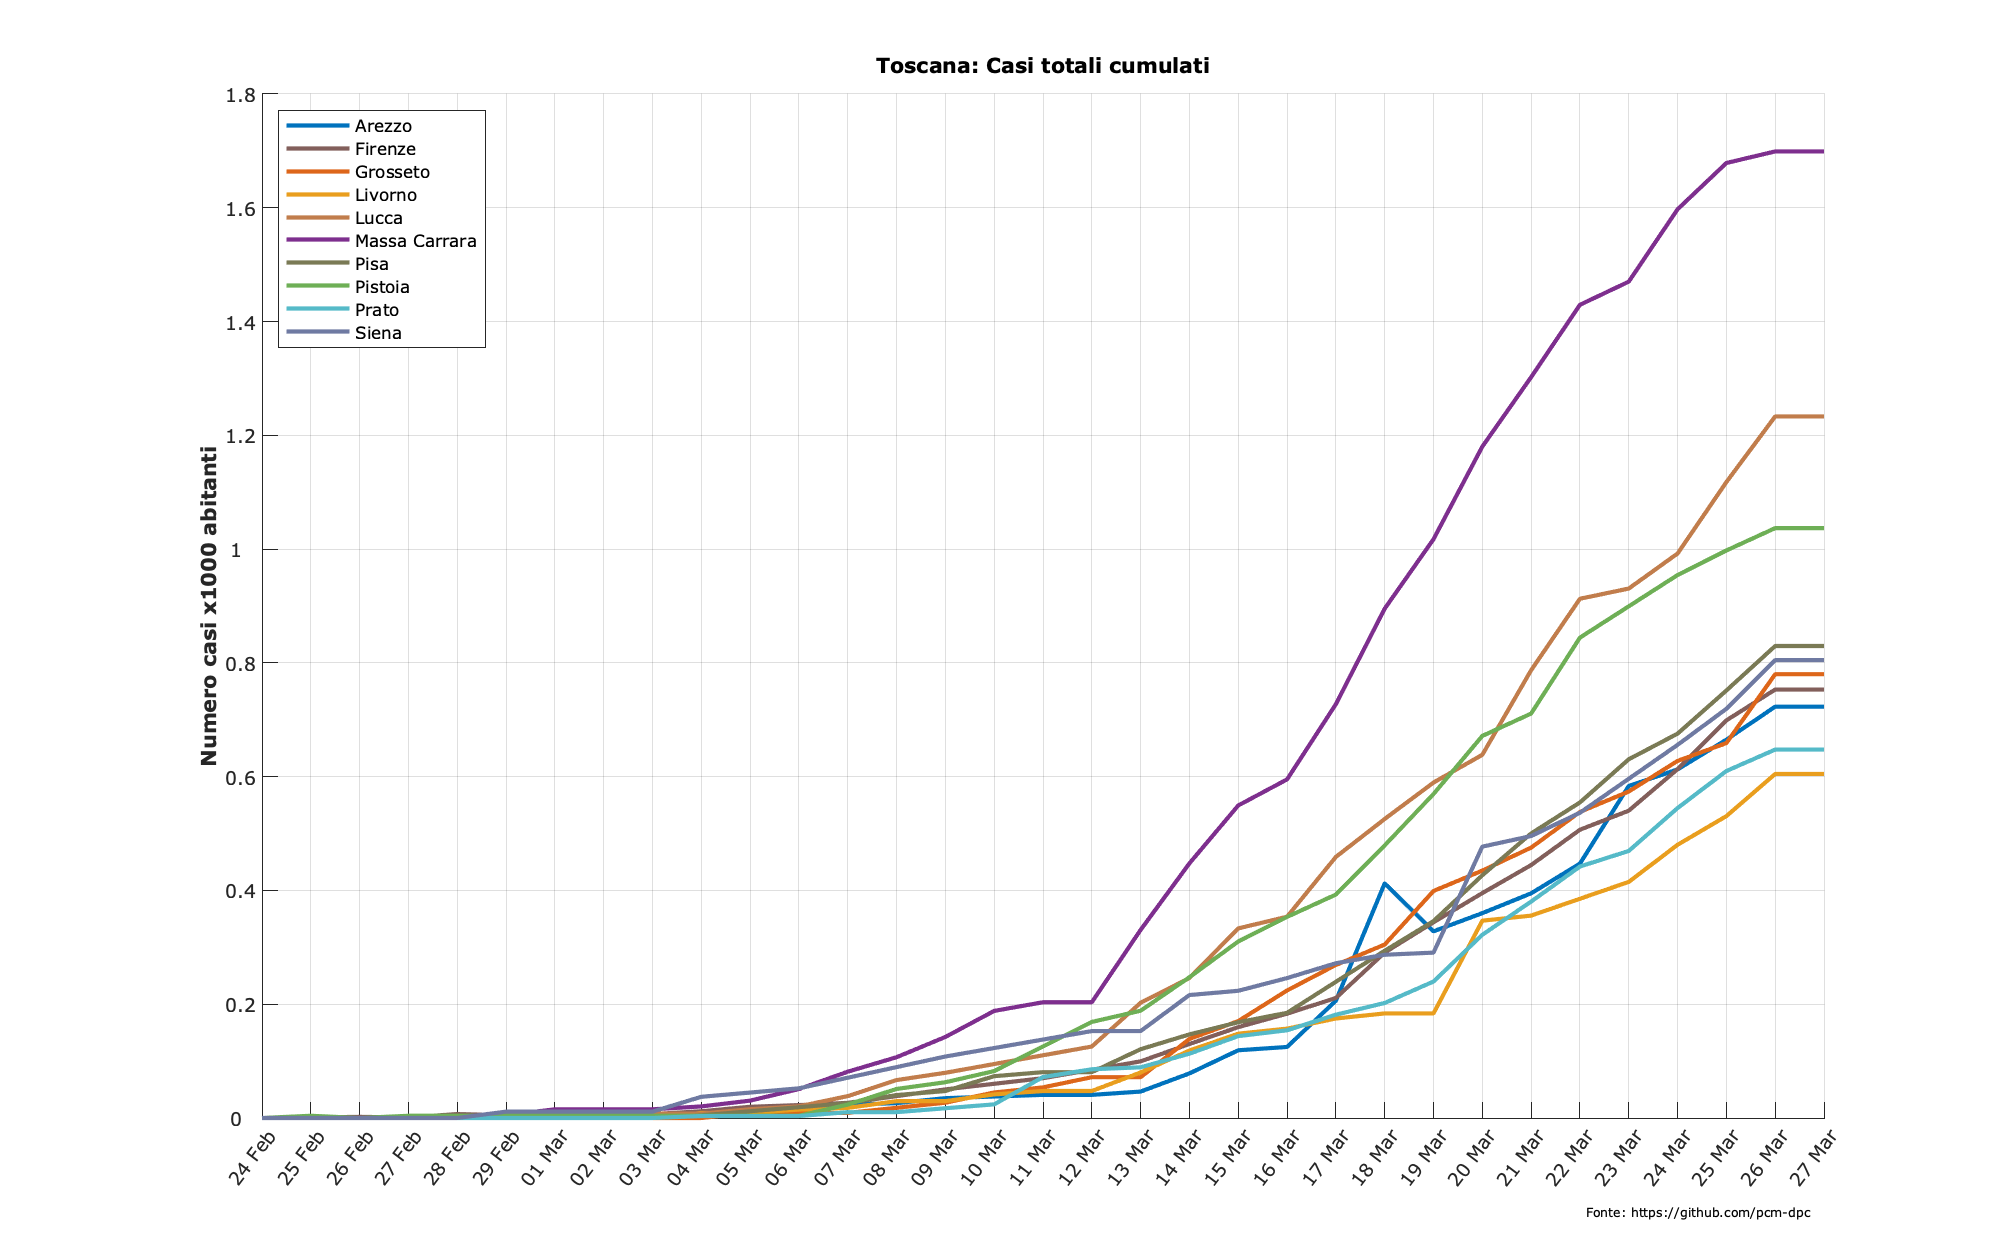 Toscana: Casi totali cumulati
Numero casi x1000 abitanti
1.8
1.6
1.4
1.2
1
0.8
0.6
0.4
0.2
0
Arezzo
Firenze
Grosseto
Livorno
Lucca
Massa Carrara
Pisa
Pistoia
Prato
Siena
24 Feb
25 Feb
26 Feb
27 Feb
28 Feb
29 Feb
01 Mar
02 Mar
03 Mar
04 Mar
05 Mar
06 Mar
07 Mar
08 Mar
09 Mar
10 Mar
11 Mar
12 Mar
13 Mar
14 Mar
15 Mar
16 Mar
17 Mar
18 Mar
19 Mar
20 Mar
21 Mar
22 Mar
23 Mar
24 Mar
25 Mar
26 Mar
27 Mar
Fonte: https://github.com/pcm-dpc